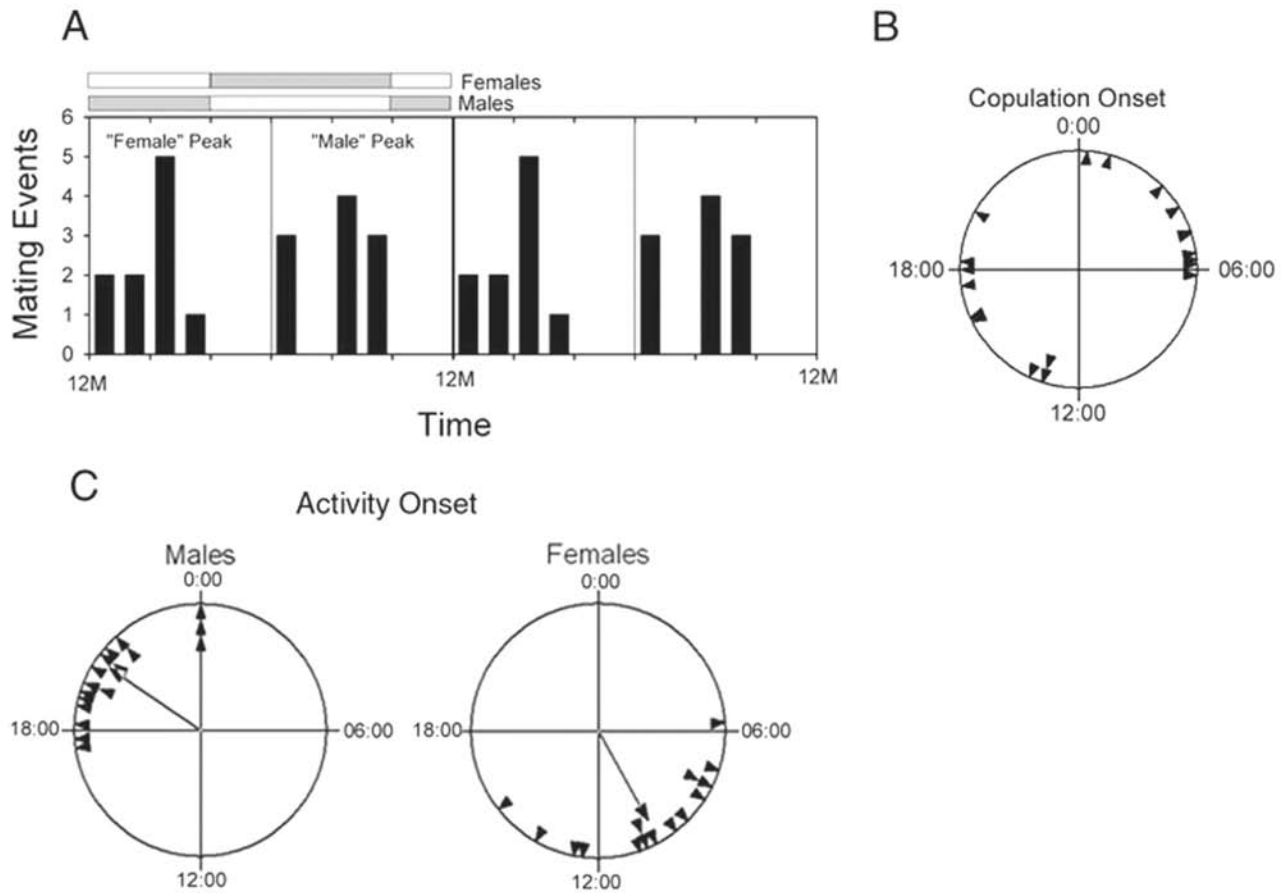 A
Females
Males
6
5
4
3
2
1
0
Mating Events
"Female" Peak
"Male" Peak
12M
12M
12M
Time
B
Copulation Onset
0:00
18:00
06:00
12:00
C
Activity Onset
Males
0:00
18:00
06:00
12:00
Females
0:00
18:00
06:00
12:00